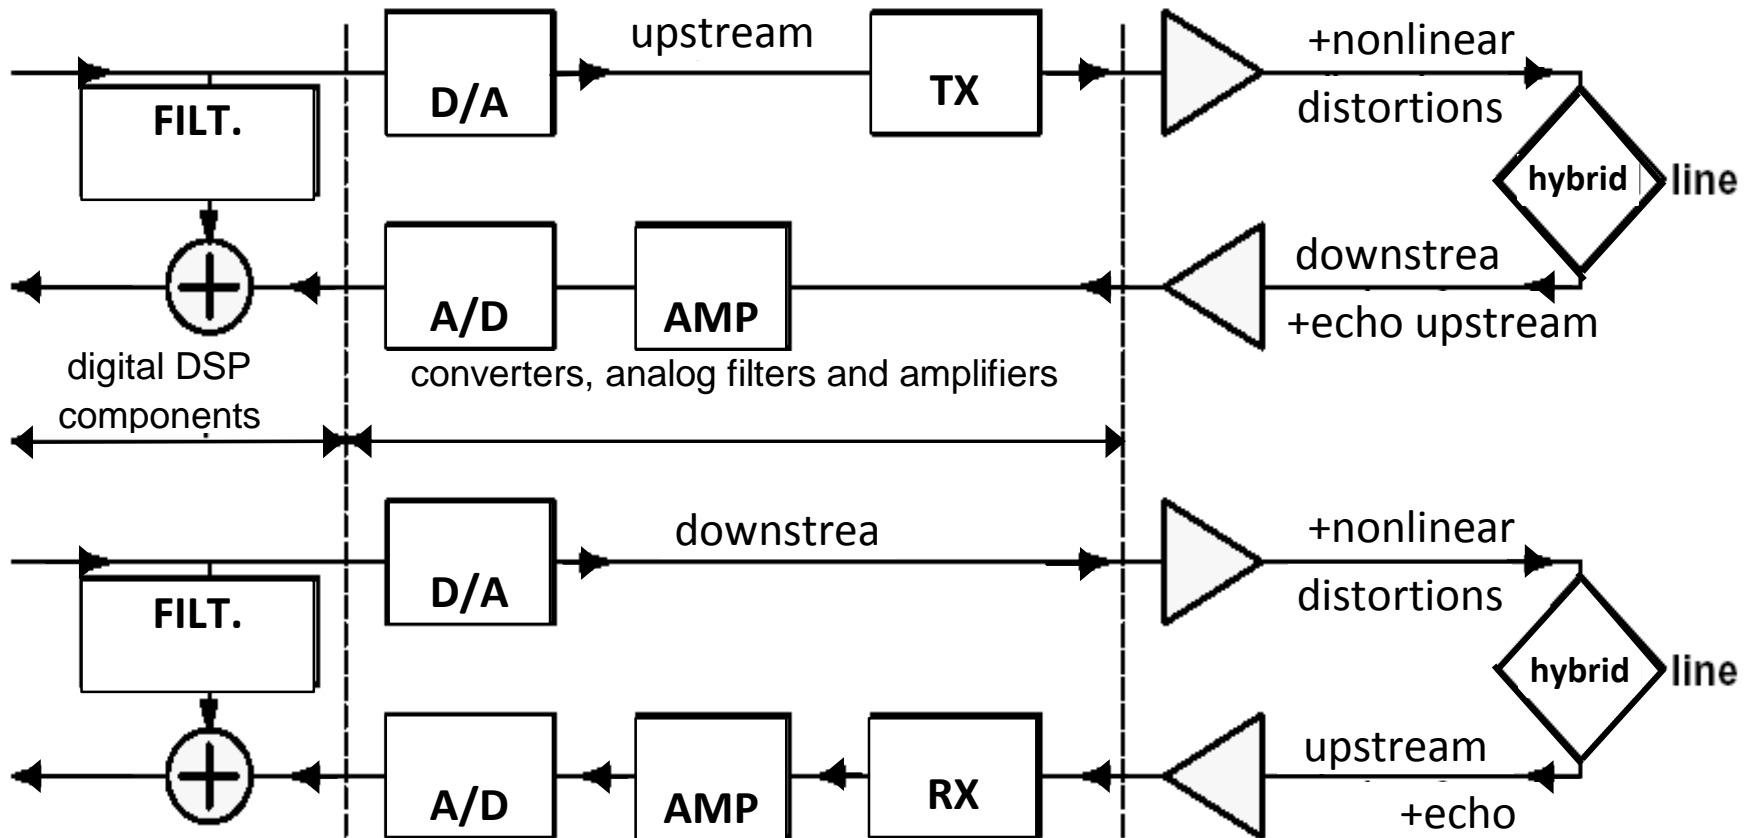 upstream
+nonlinear
distortions
FILT.
D/A
TX
hybrid
line
downstrea
+echo upstream
A/D
AMP
digital DSP
components
converters, analog filters and amplifiers
downstrea
+nonlinear
distortions
FILT.
D/A
hybrid
line
upstream
+echo
A/D
AMP
RX